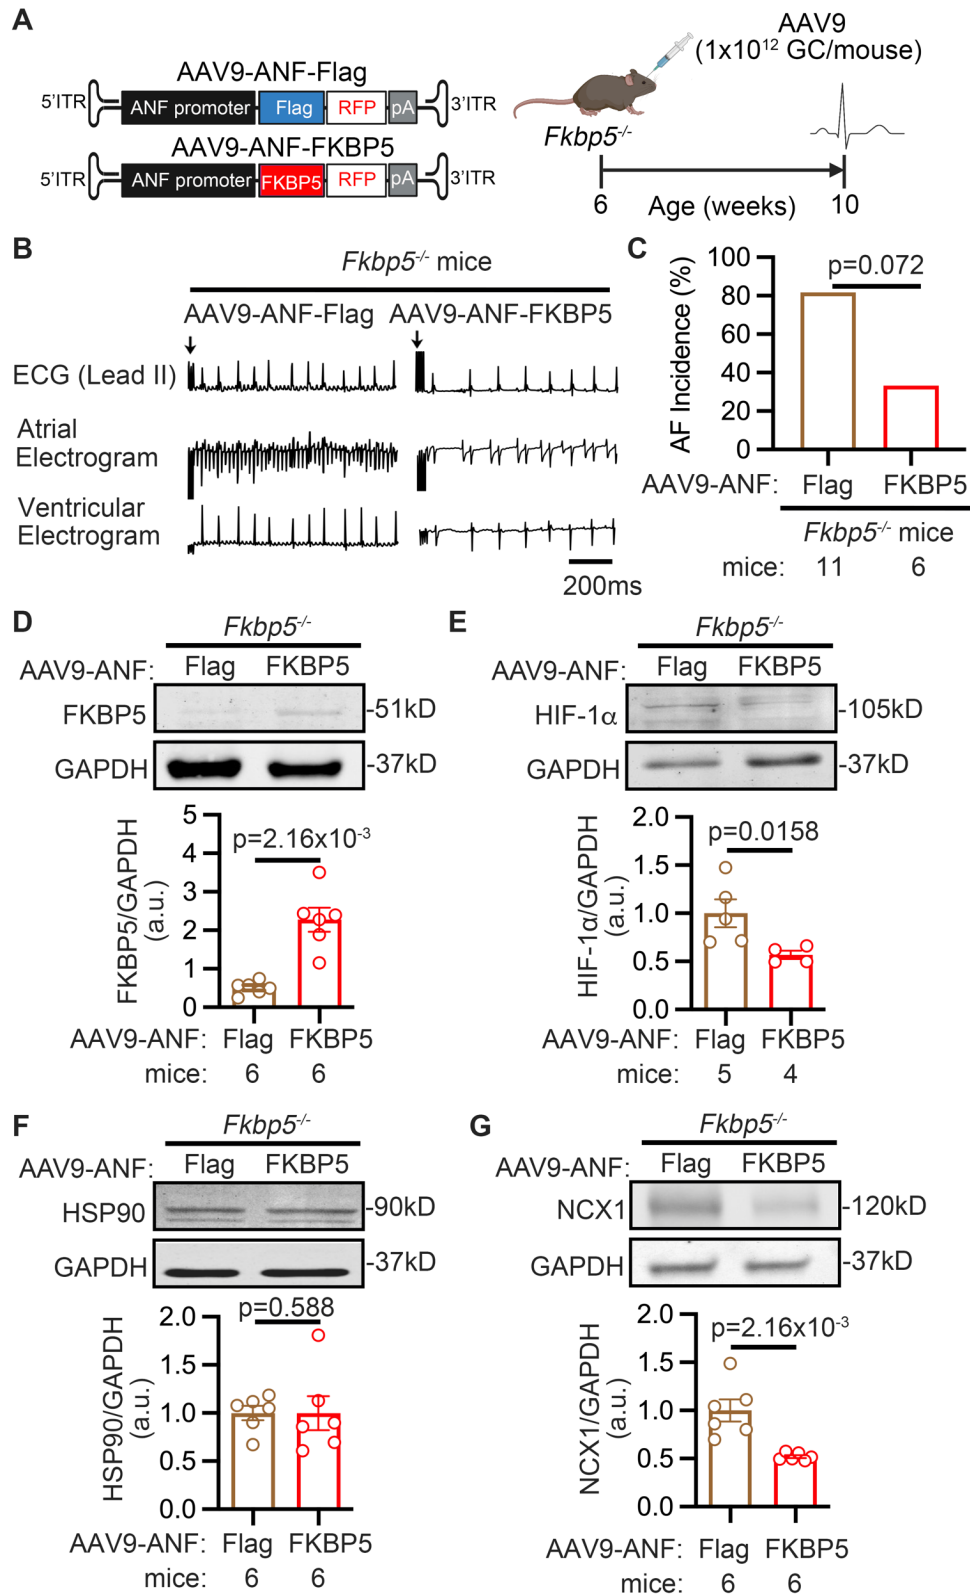 A
AAV9-ANF-Flag
5'ITR
ANF promoter
Flag
RFP
pA
3'ITR
AAV9-ANF-FKBP5
5'ITR
ANF promoter
FKBP5
RFP
pA
3'ITR
AAV9
(1x10¹² GC/mouse)
Fkbp5⁻/⁻
6
Age (weeks)
10
B
Fkbp5⁻/⁻ mice
AAV9-ANF-Flag AAV9-ANF-FKBP5
ECG (Lead II)
Atrial
Electrogram
Ventricular
Electrogram
200ms
C
AF Incidence (%)
100
80
60
40
20
0
p=0.072
AAV9-ANF: Flag FKBP5
Fkbp5⁻/⁻ mice
mice: 11 6
D
Fkbp5⁻/⁻
AAV9-ANF: Flag FKBP5
FKBP5 -51kD
GAPDH -37kD
FKBP5/GAPDH
(a.u.)
5
4
3
2
1
0
p=2.16x10⁻³
AAV9-ANF: Flag FKBP5
mice: 6 6
E
Fkbp5⁻/⁻
AAV9-ANF: Flag FKBP5
HIF-1α -105kD
GAPDH -37kD
HIF-1α/GAPDH
(a.u.)
2.0
1.5
1.0
0.5
0.0
p=0.0158
AAV9-ANF: Flag FKBP5
mice: 5 4
F
Fkbp5⁻/⁻
AAV9-ANF: Flag FKBP5
HSP90 -90kD
GAPDH -37kD
HSP90/GAPDH
(a.u.)
2.0
1.5
1.0
0.5
0.0
p=0.588
AAV9-ANF: Flag FKBP5
mice: 6 6
G
Fkbp5⁻/⁻
AAV9-ANF: Flag FKBP5
NCX1 -120kD
GAPDH -37kD
NCX1/GAPDH
(a.u.)
2.0
1.5
1.0
0.5
0.0
p=2.16x10⁻³
AAV9-ANF: Flag FKBP5
mice: 6 6